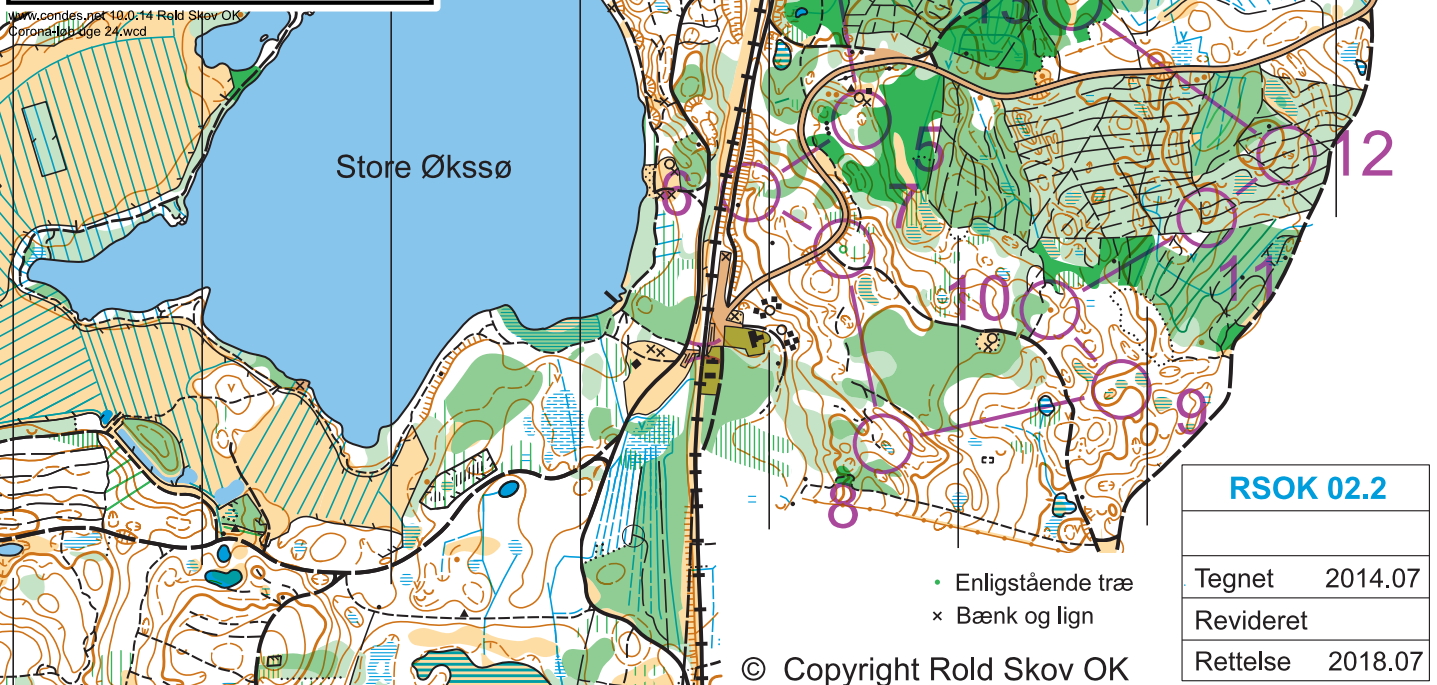 www.condes.net 10.0.14 Rold Skov OK
Corona-løb uge 24.wcd
13
12
Store Økssø
5
6
7
11
10
9
8
RSOK 02.2
Tegnet 2014.07
Revideret
Rettelse 2018.07
Enligstående træ
× Bænk og lign
© Copyright Rold Skov OK